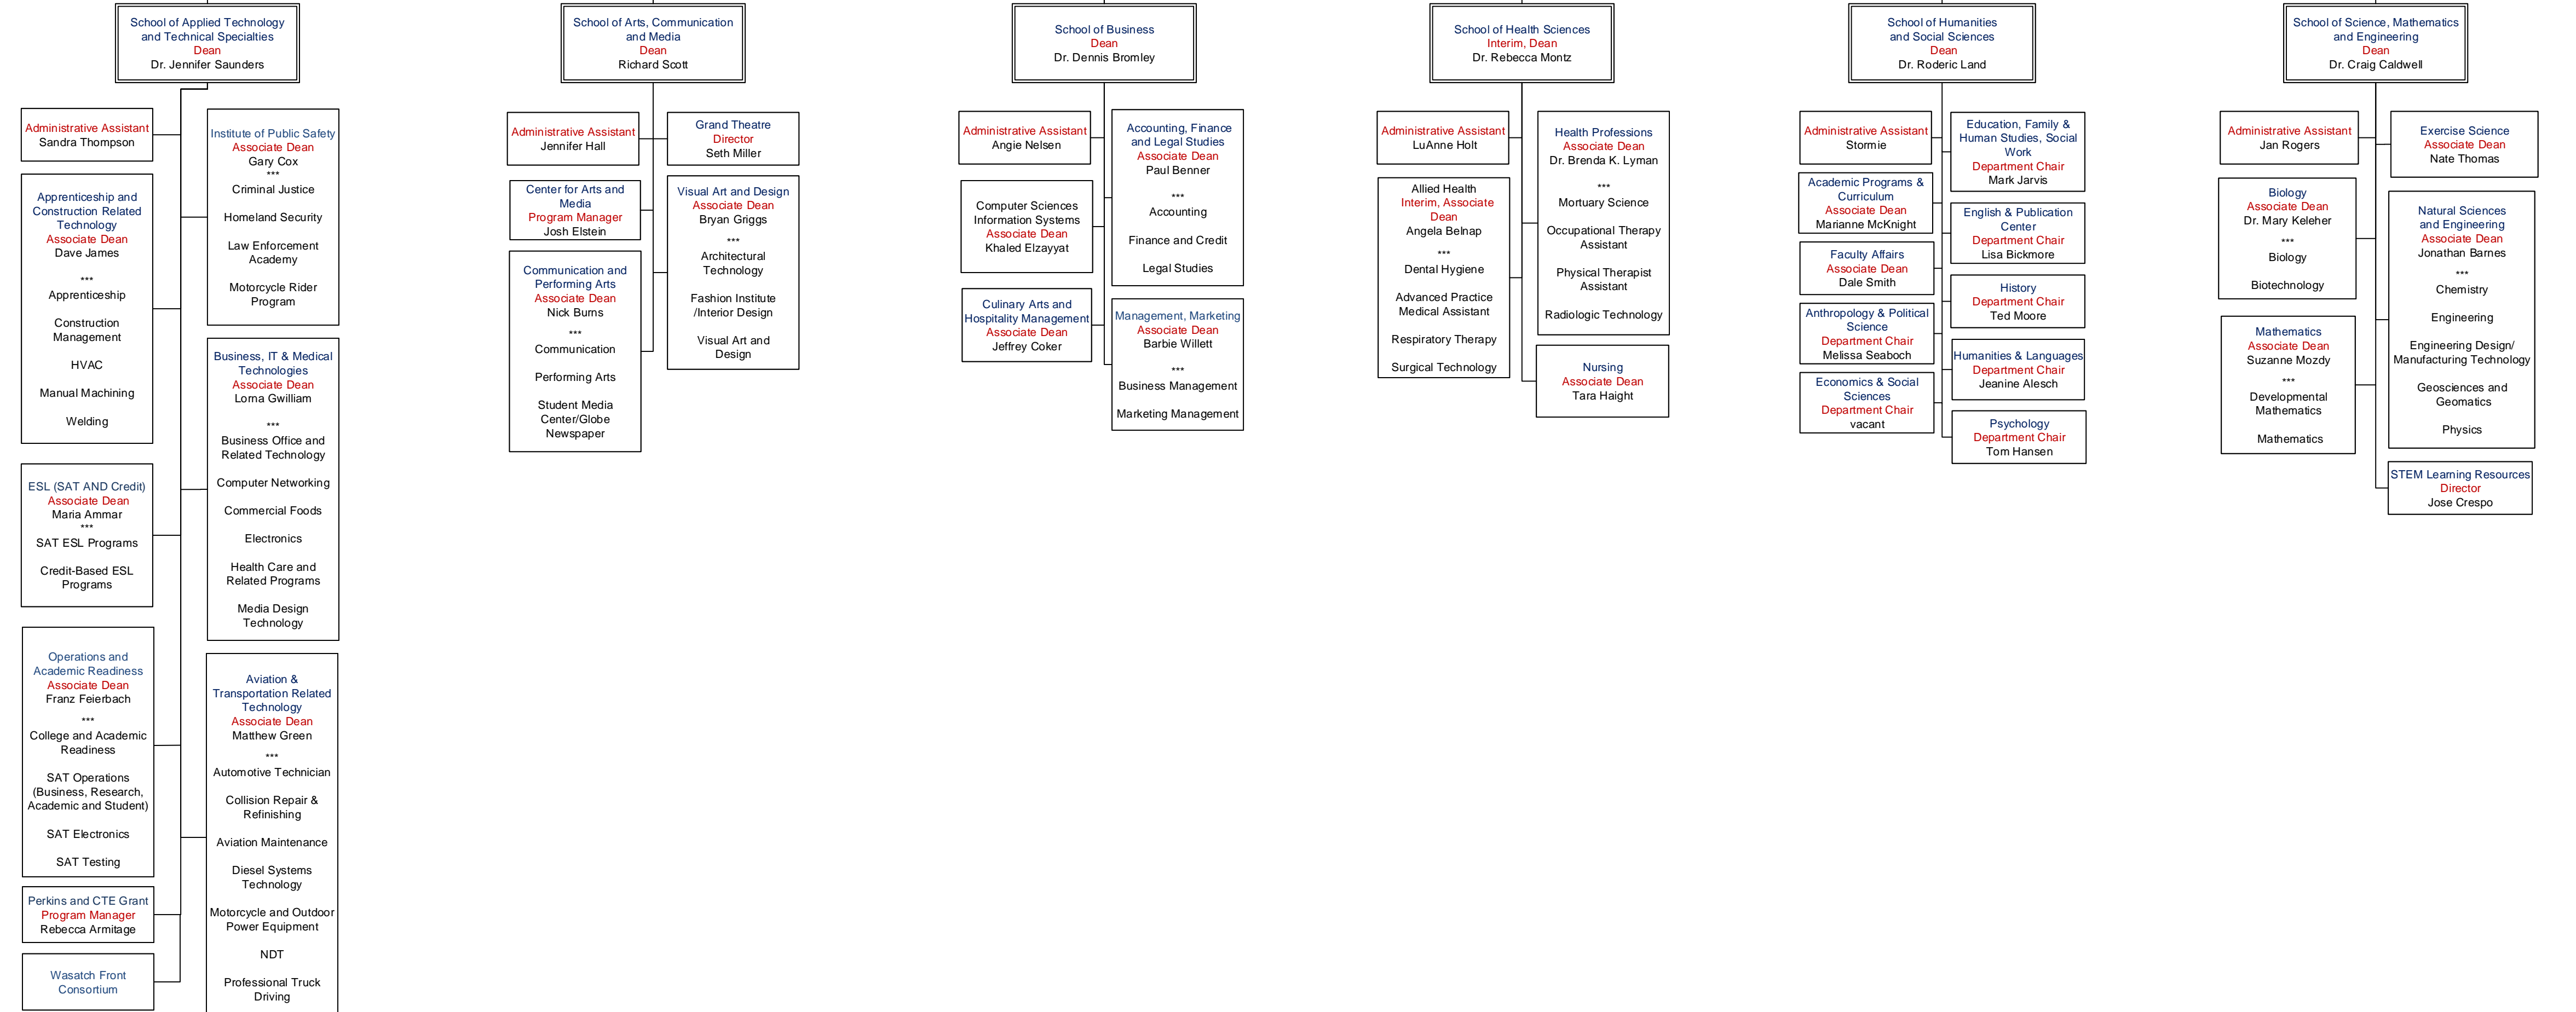 School of Applied Technology
and Technical Specialties
Dean
Dr. Jennifer Saunders
Administrative Assistant
Sandra Thompson
Apprenticeship and
Construction Related
Technology
Associate Dean
Dave James
***
Apprenticeship
Construction
Management
HVAC
Manual Machining
Welding
ESL (SAT AND Credit)
Associate Dean
Maria Ammar
***
SAT ESL Programs
Credit-Based ESL
Programs
Operations and
Academic Readiness
Associate Dean
Franz Feierbach
***
College and Academic
Readiness
SAT Operations
(Business, Research,
Academic and Student)
SAT Electronics
SAT Testing
Perkins and CTE Grant
Program Manager
Rebecca Armitage
Wasatch Front
Consortium
Institute of Public Safety
Associate Dean
Gary Cox
***
Criminal Justice
Homeland Security
Law Enforcement
Academy
Motorcycle Rider
Program
Business, IT & Medical
Technologies
Associate Dean
Lorna Gwilliam
***
Business Office and
Related Technology
Computer Networking
Commercial Foods
Electronics
Health Care and
Related Programs
Media Design
Technology
Aviation &
Transportation Related
Technology
Associate Dean
Matthew Green
***
Automotive Technician
Collision Repair &
Refinishing
Aviation Maintenance
Diesel Systems
Technology
Motorcycle and Outdoor
Power Equipment
NDT
Professional Truck
Driving
School of Arts, Communication
and Media
Dean
Richard Scott
Administrative Assistant
Jennifer Hall
Center for Arts and
Media
Program Manager
Josh Elstein
Communication and
Performing Arts
Associate Dean
Nick Burns
***
Communication
Performing Arts
Student Media
Center/Globe
Newspaper
Grand Theatre
Director
Seth Miller
Visual Art and Design
Associate Dean
Bryan Griggs
***
Architectural
Technology
Fashion Institute
/Interior Design
Visual Art and
Design
School of Business
Dean
Dr. Dennis Bromley
Administrative Assistant
Angie Nelsen
Computer Sciences
Information Systems
Associate Dean
Khaled Elzayyat
Culinary Arts and
Hospitality Management
Associate Dean
Jeffrey Coker
Accounting, Finance
and Legal Studies
Associate Dean
Paul Benner
***
Accounting
Finance and Credit
Legal Studies
Management, Marketing
Associate Dean
Barbie Willett
***
Business Management
Marketing Management
School of Health Sciences
Interim, Dean
Dr. Rebecca Montz
Administrative Assistant
LuAnne Holt
Allied Health
Interim, Associate
Dean
Angela Belnap
***
Dental Hygiene
Advanced Practice
Medical Assistant
Respiratory Therapy
Surgical Technology
Health Professions
Associate Dean
Dr. Brenda K. Lyman
***
Mortuary Science
Occupational Therapy
Assistant
Physical Therapist
Assistant
Radiologic Technology
Nursing
Associate Dean
Tara Haight
School of Humanities
and Social Sciences
Dean
Dr. Roderic Land
Administrative Assistant
Stormie
Academic Programs &
Curriculum
Associate Dean
Marianne McKnight
Faculty Affairs
Associate Dean
Dale Smith
Anthropology & Political
Science
Department Chair
Melissa Seaboch
Economics & Social
Sciences
Department Chair
vacant
Education, Family &
Human Studies, Social
Work
Department Chair
Mark Jarvis
English & Publication
Center
Department Chair
Lisa Bickmore
History
Department Chair
Ted Moore
Humanities & Languages
Department Chair
Jeanine Alesch
Psychology
Department Chair
Tom Hansen
School of Science, Mathematics
and Engineering
Dean
Dr. Craig Caldwell
Administrative Assistant
Jan Rogers
Biology
Associate Dean
Dr. Mary Keleher
***
Biology
Biotechnology
Mathematics
Associate Dean
Suzanne Mozdy
***
Developmental
Mathematics
Mathematics
Exercise Science
Associate Dean
Nate Thomas
Natural Sciences
and Engineering
Associate Dean
Jonathan Barnes
***
Chemistry
Engineering
Engineering Design/
Manufacturing Technology
Geosciences and
Geomatics
Physics
STEM Learning Resources
Director
Jose Crespo